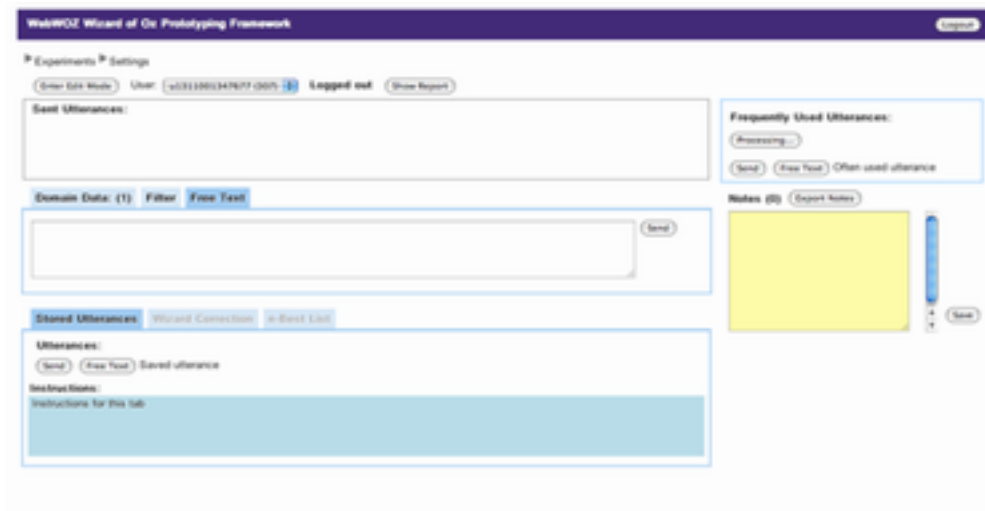 WebWOZ Wizard of Oz Prototyping Framework
Logout
Experiments Settings
Enter Edit Mode User: Logged out Show Report
Sent Utterances:
Frequently Used Utterances:
Processing...
Send Free Text Often used utterance
Domain Data: (1) Filter Free Text
Notes (0) Export Notes
Send
Save
Stored Utterances Wizard Correction n-Best List
Utterances:
Send Free Text Saved utterance
Instructions:
Instructions for this tab